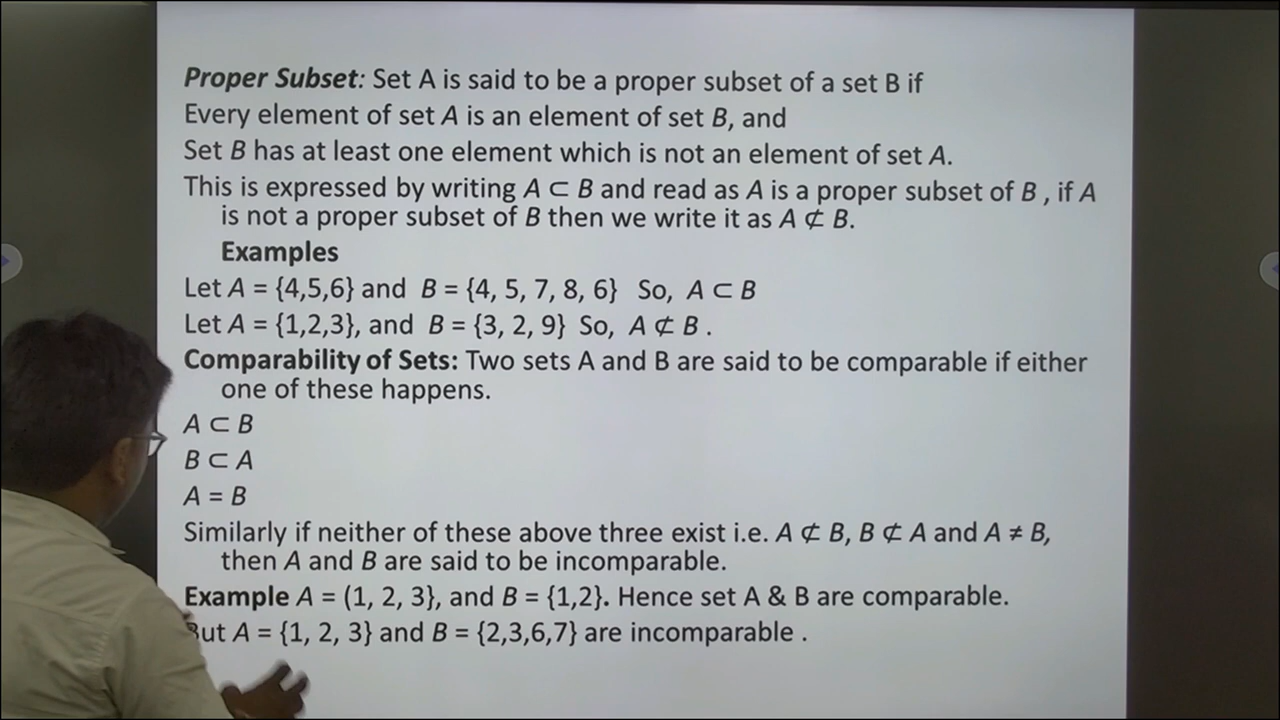 Proper Subset: Set A is said to be a proper subset of a set B if
Every element of set A is an element of set B, and
Set B has at least one element which is not an element of set A.
This is expressed by writing A ⊂ B and read as A is a proper subset of B , if A
is not a proper subset of B then we write it as A ⊄ B.
Examples
Let A = {4,5,6} and B = {4, 5, 7, 8, 6} So, A ⊂ B
Let A = {1,2,3}, and B = {3, 2, 9} So, A ⊄ B .
Comparability of Sets: Two sets A and B are said to be comparable if either
one of these happens.
A ⊂ B
B ⊂ A
A = B
Similarly if neither of these above three exist i.e. A ⊄ B, B ⊄ A and A ≠ B,
then A and B are said to be incomparable.
Example A = (1, 2, 3}, and B = {1,2}. Hence set A & B are comparable.
But A = {1, 2, 3} and B = {2,3,6,7} are incomparable .